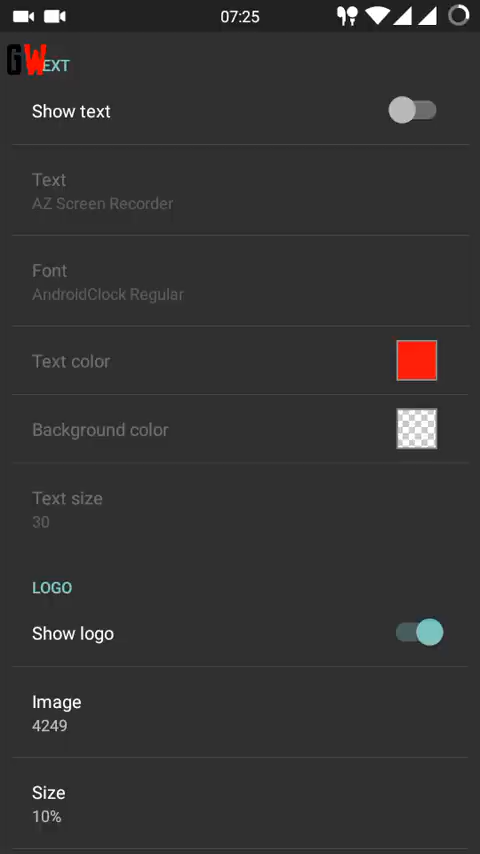 07:25
GW
EXT
Show text
Text
AZ Screen Recorder
Font
AndroidClock Regular
Text color
Background color
Text size
30
LOGO
Show logo
Image
4249
Size
10%